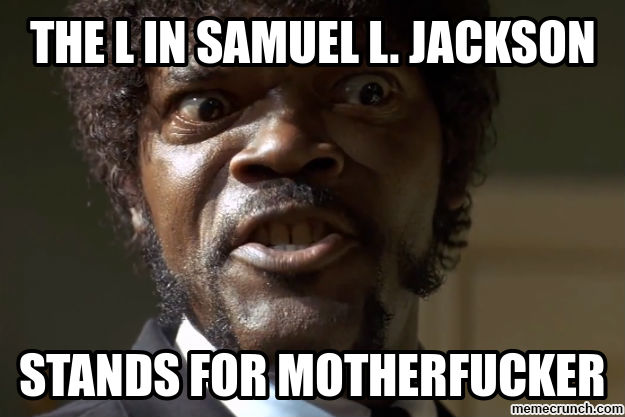 THE L IN SAMUEL L. JACKSON
STANDS FOR MOTHERFUCKER
memecrunch.com